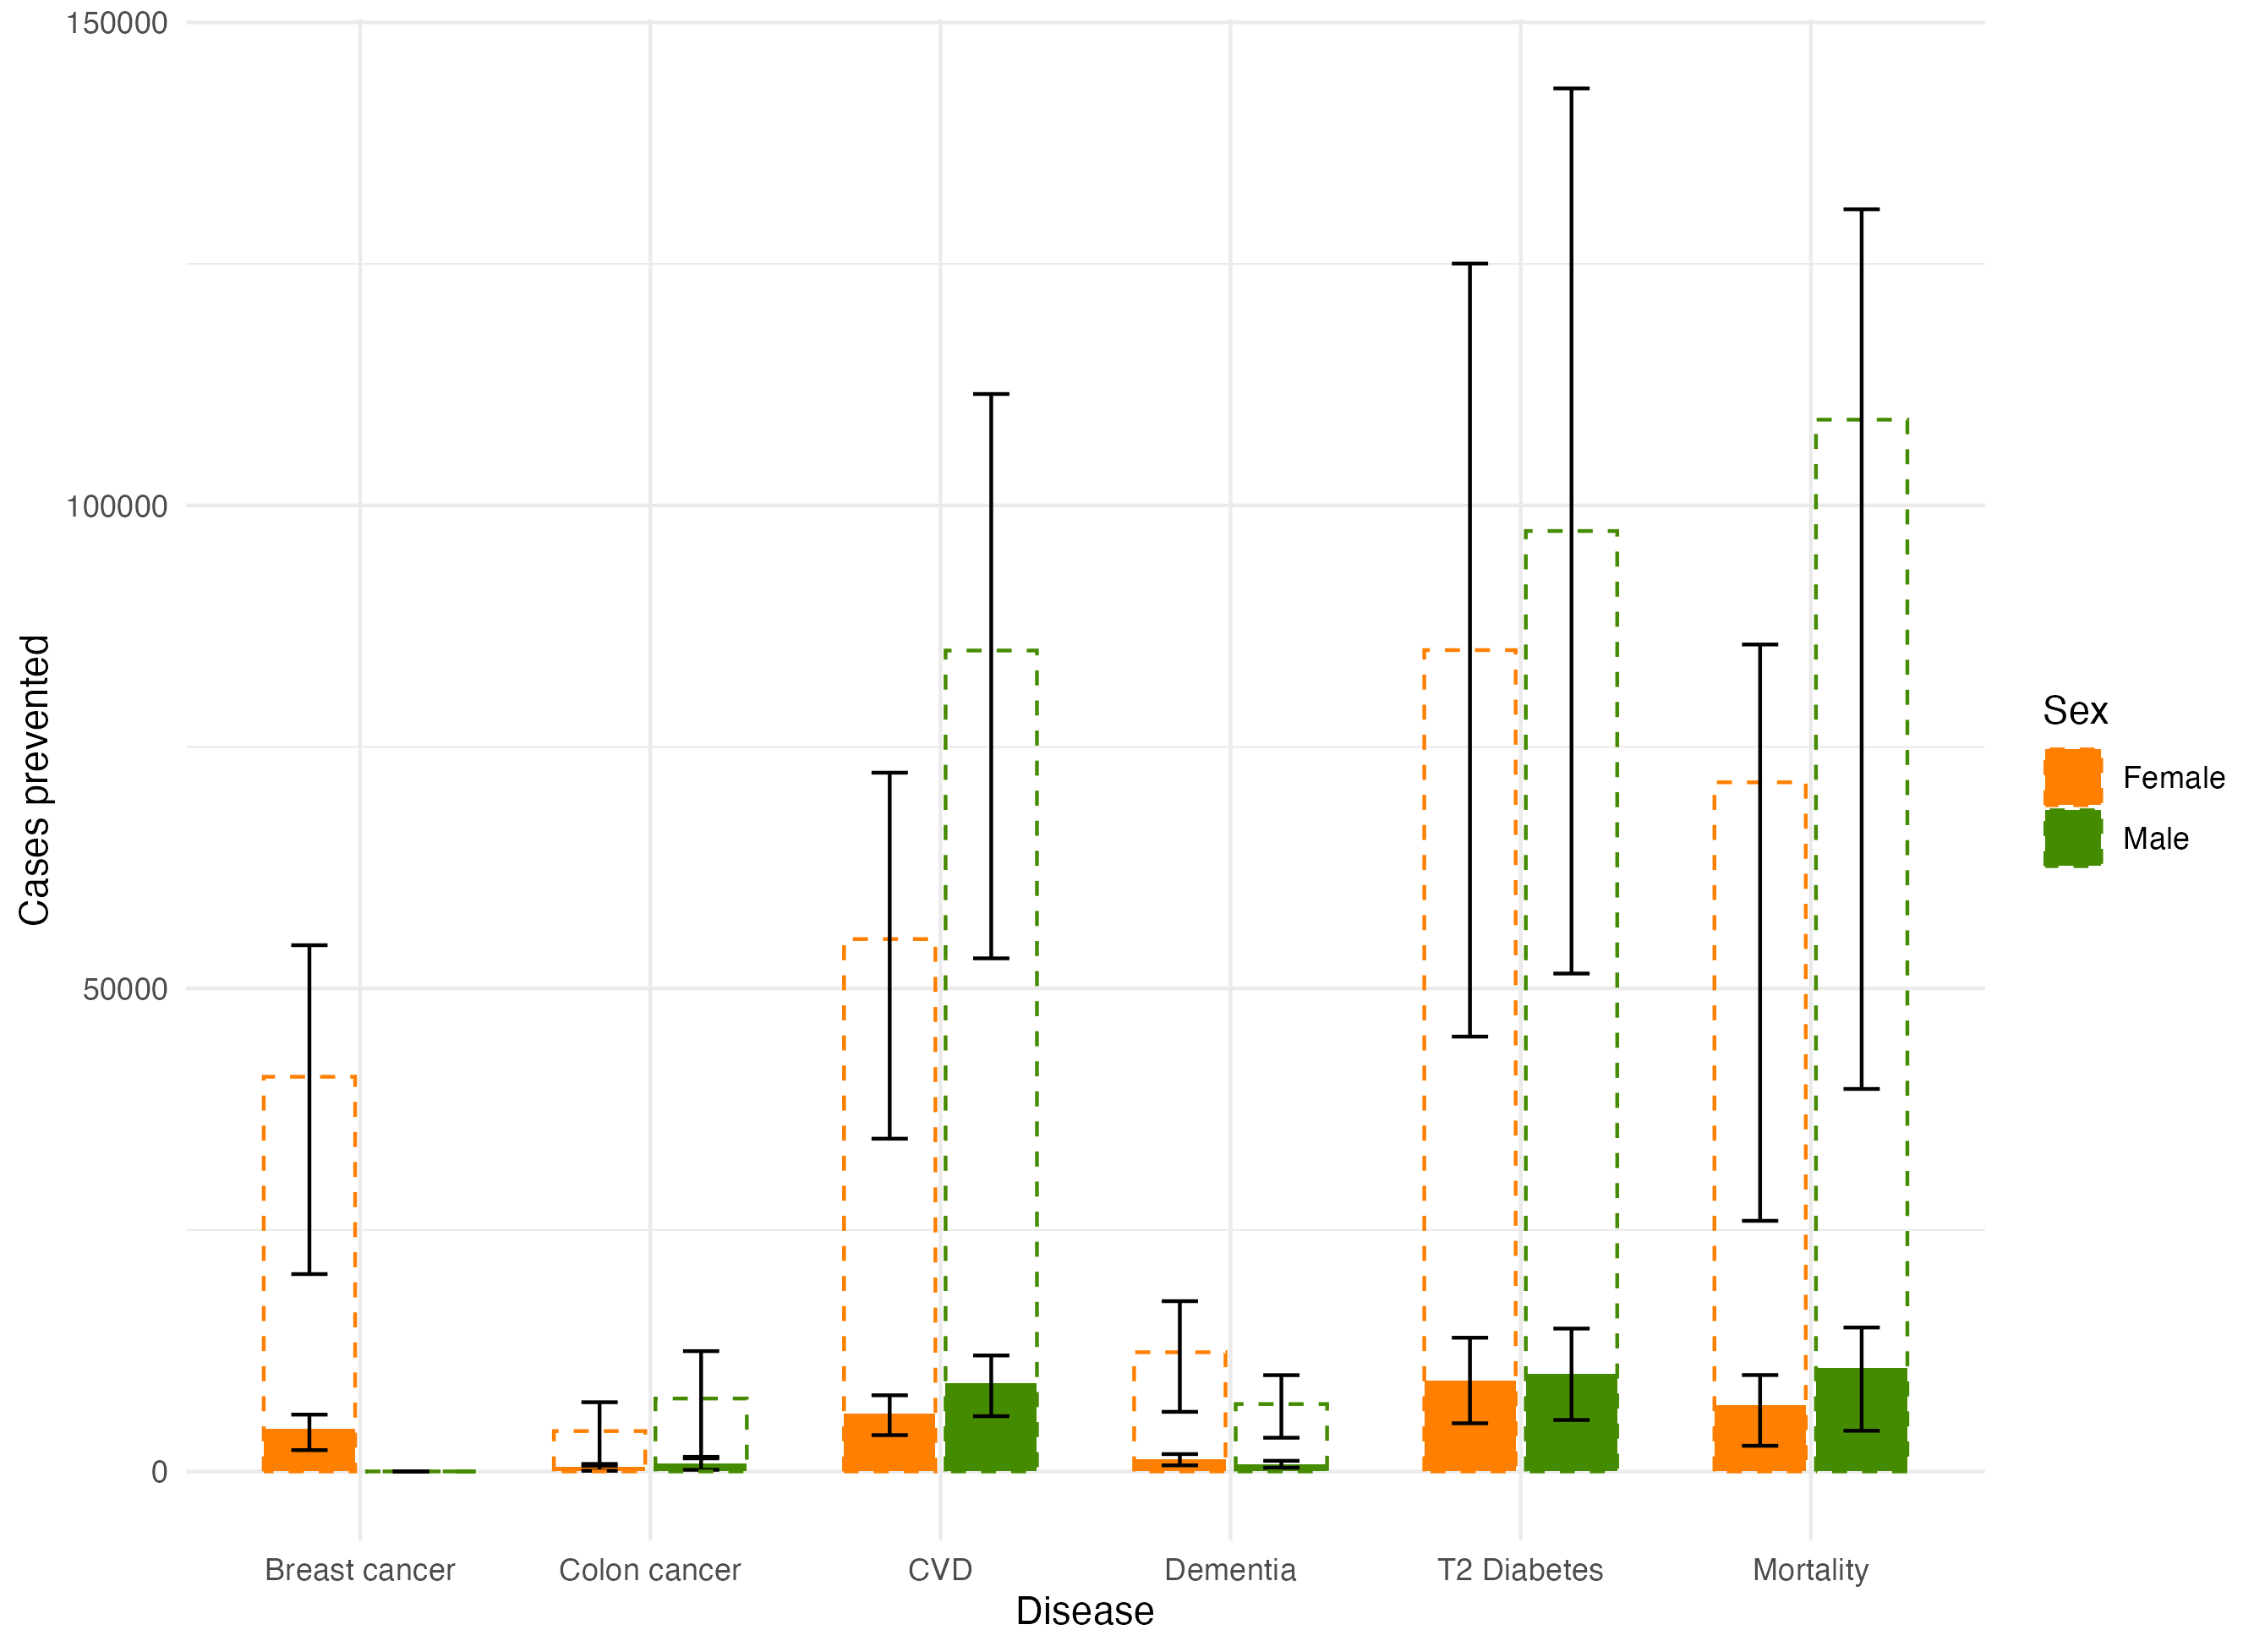 150000
100000
50000
0
Cases prevented
Breast cancer
Colon cancer
CVD
Dementia
T2 Diabetes
Mortality
Disease
Sex
Female
Male